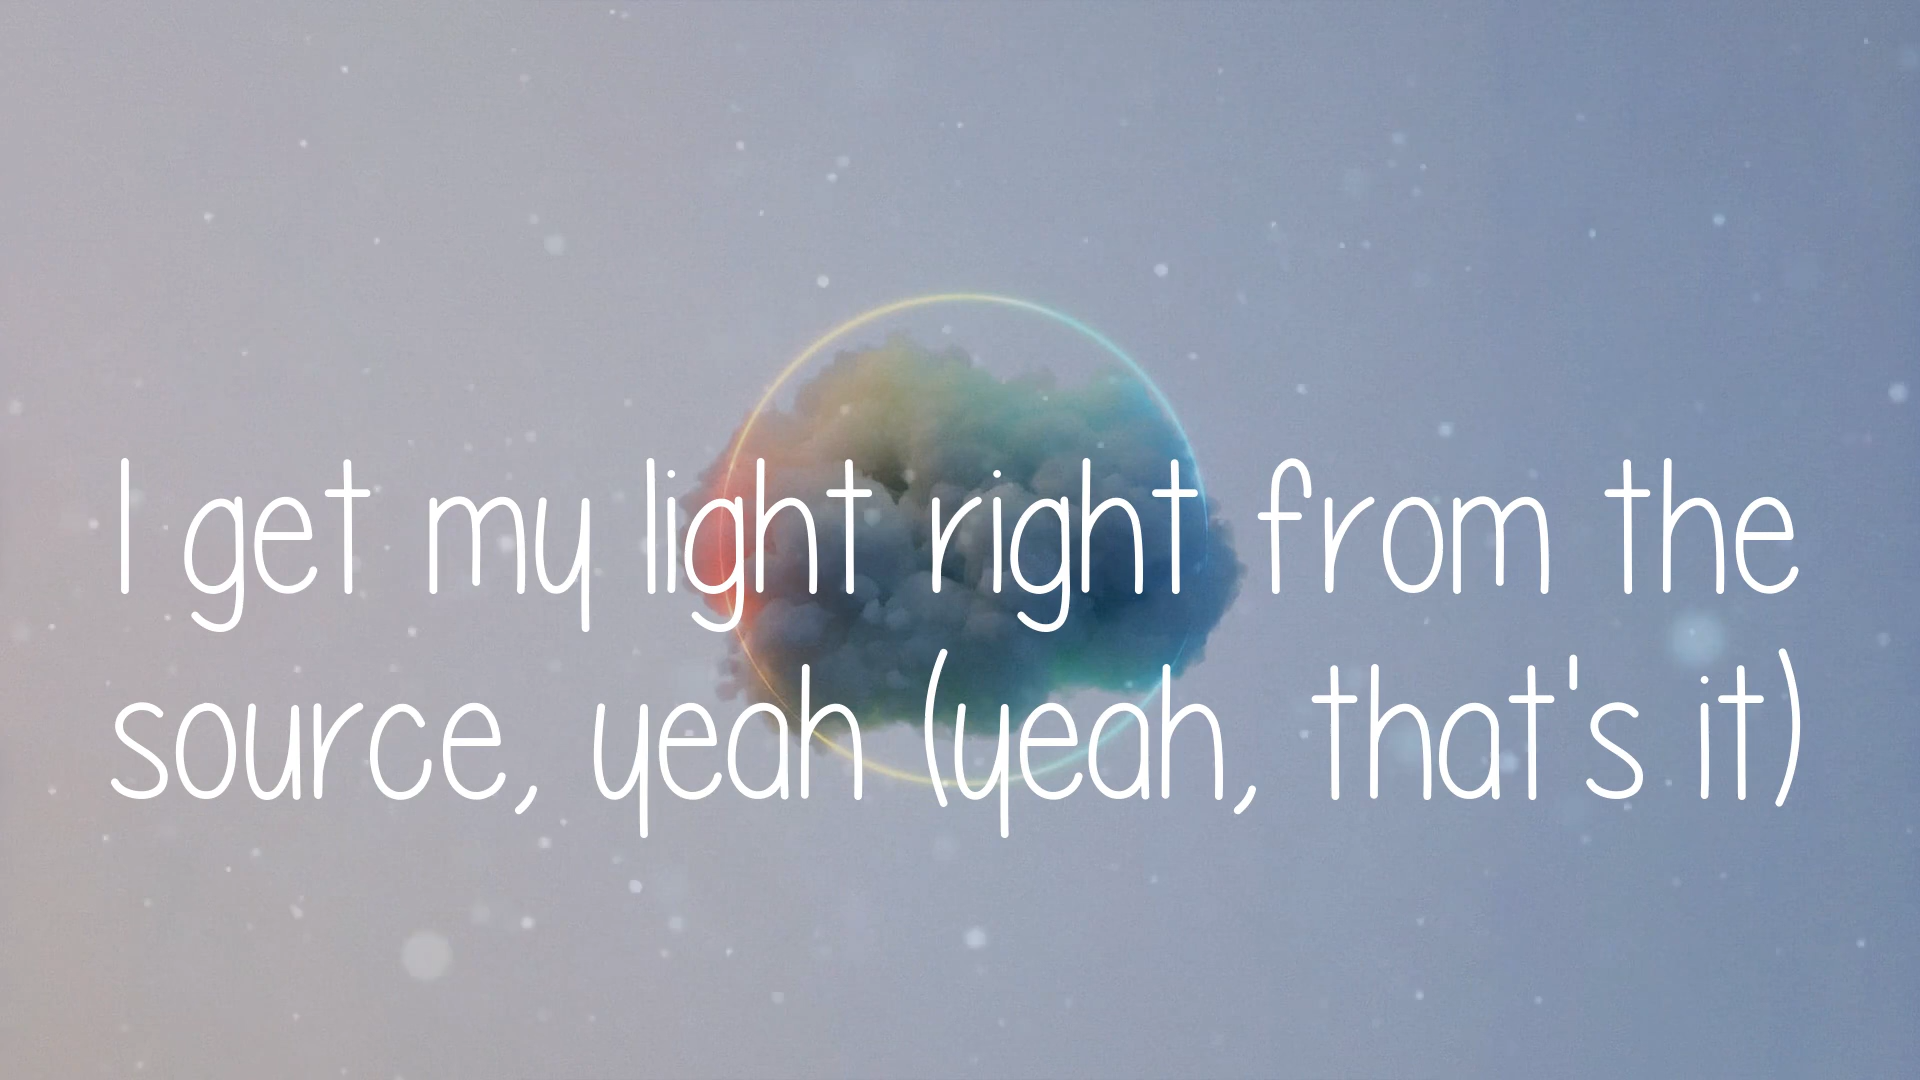 I get my light right from the
source, yeah (yeah, that's it)